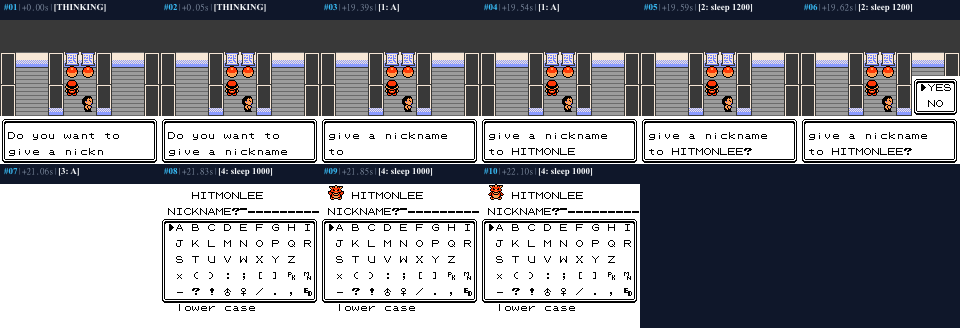 #01 | +0.00s | [THINKING]
Do you want to
give a nickn
#02 | +0.05s | [THINKING]
Do you want to
give a nickname
#03 | +19.39s | [1: A]
give a nickname
to
#04 | +19.54s | [1: A]
give a nickname
to HITMONLE
#05 | +19.59s | [2: sleep 1200]
give a nickname
to HITMONLEE?
#06 | +19.62s | [2: sleep 1200]
▶YES
NO
give a nickname
to HITMONLEE?
#07 | +21.06s | [3: A]
#08 | +21.83s | [4: sleep 1000]
HITMONLEE
NICKNAME?
▶A B C D E F G H I
J K L M N O P Q R
S T U V W X Y Z
× ( ) : ; [ ] PK MN
- ? ! ♂ ♀ / . , ED
lower case
#09 | +21.85s | [4: sleep 1000]
HITMONLEE
NICKNAME?
▶A B C D E F G H I
J K L M N O P Q R
S T U V W X Y Z
× ( ) : ; [ ] PK MN
- ? ! ♂ ♀ / . , ED
lower case
#10 | +22.10s | [4: sleep 1000]
HITMONLEE
NICKNAME?
▶A B C D E F G H I
J K L M N O P Q R
S T U V W X Y Z
× ( ) : ; [ ] PK MN
- ? ! ♂ ♀ / . , ED
lower case